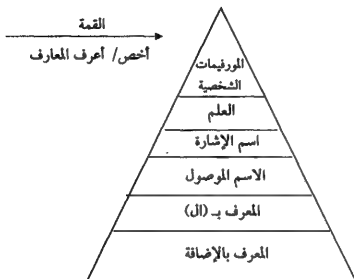 القمة
أخص/ أعرف المعارف
المورفيمات
الشخصية
العلم
اسم الإشارة
الاسم الموصول
المعرف بـ (ال)
المعرف بالإضافة